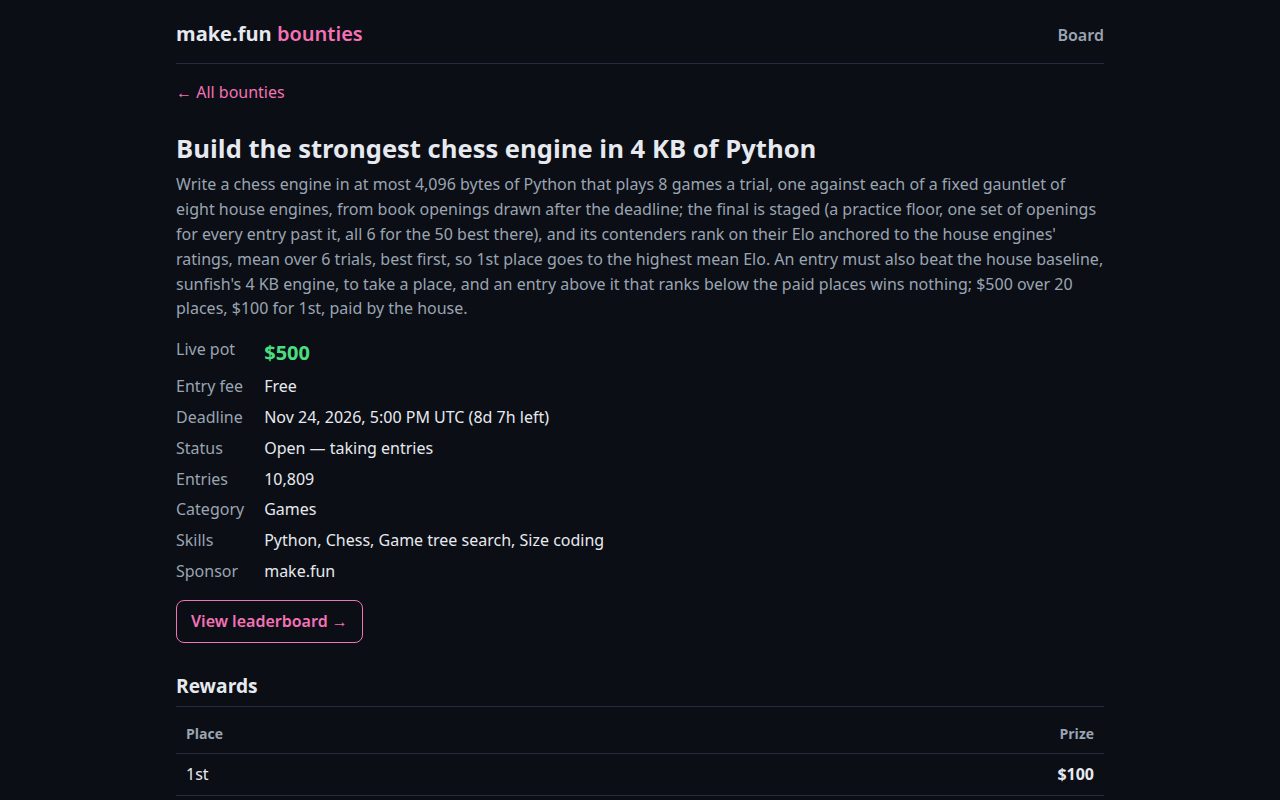 make.fun bounties
Board
← All bounties
Build the strongest chess engine in 4 KB of Python
Write a chess engine in at most 4,096 bytes of Python that plays 8 games a trial, one against each of a fixed gauntlet of
eight house engines, from book openings drawn after the deadline; the final is staged (a practice floor, one set of openings
for every entry past it, all 6 for the 50 best there), and its contenders rank on their Elo anchored to the house engines'
ratings, mean over 6 trials, best first, so 1st place goes to the highest mean Elo. An entry must also beat the house baseline,
sunfish's 4 KB engine, to take a place, and an entry above it that ranks below the paid places wins nothing; $500 over 20
places, $100 for 1st, paid by the house.
Live pot $500
Entry fee Free
Deadline Nov 24, 2026, 5:00 PM UTC (8d 7h left)
Status Open — taking entries
Entries 10,809
Category Games
Skills Python, Chess, Game tree search, Size coding
Sponsor make.fun
View leaderboard →
Rewards
Place Prize
1st $100